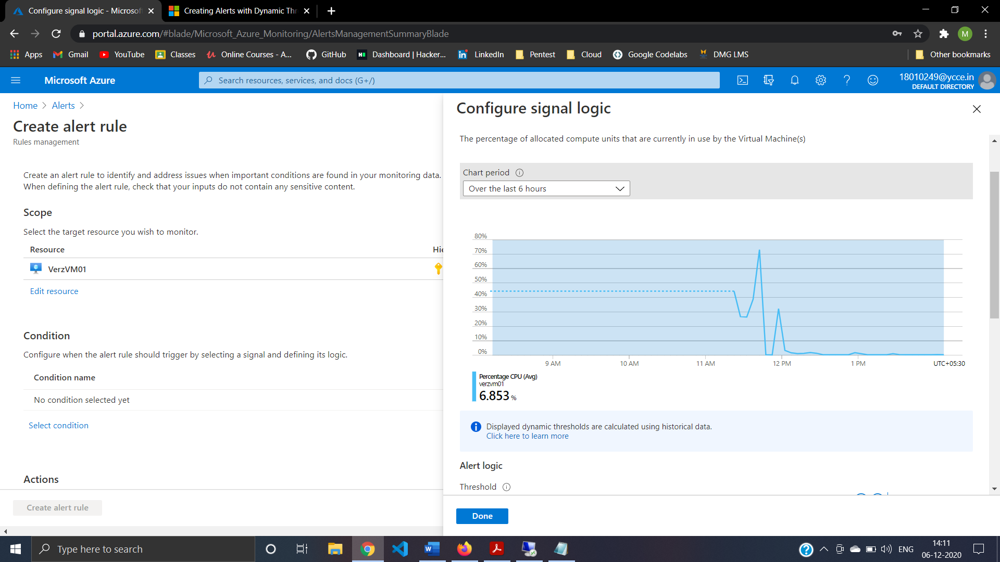 Configure signal logic - Microsof
Creating Alerts with Dynamic Thr
portal.azure.com/#blade/Microsoft_Azure_Monitoring/AlertsManagementSummaryBlade
M
Apps
Gmail
YouTube
Classes
Online Courses - A...
GitHub
Dashboard | Hacker...
LinkedIn
Pentest
Cloud
Google Codelabs
DMG LMS
Other bookmarks
Microsoft Azure
Search resources, services, and docs (G+/)
18010249@ycce.in
DEFAULT DIRECTORY
Home > Alerts >
Create alert rule
Rules management
Create an alert rule to identify and address issues when important conditions are found in your monitoring data.
When defining the alert rule, check that your inputs do not contain any sensitive content.
Scope
Select the target resource you wish to monitor.
Resource
Hie
VerzVM01
Edit resource
Condition
Configure when the alert rule should trigger by selecting a signal and defining its logic.
Condition name
No condition selected yet
Select condition
Actions
Create alert rule
Configure signal logic
The percentage of allocated compute units that are currently in use by the Virtual Machine(s)
Chart period
Over the last 6 hours
80%
70%
60%
50%
40%
30%
20%
10%
0%
9 AM
10 AM
11 AM
12 PM
1 PM
UTC+05:30
Percentage CPU (Avg)
verzvm01
6.853 %
Displayed dynamic thresholds are calculated using historical data.
Click here to learn more
Alert logic
Threshold
Done
Type here to search
ENG
14:11
06-12-2020